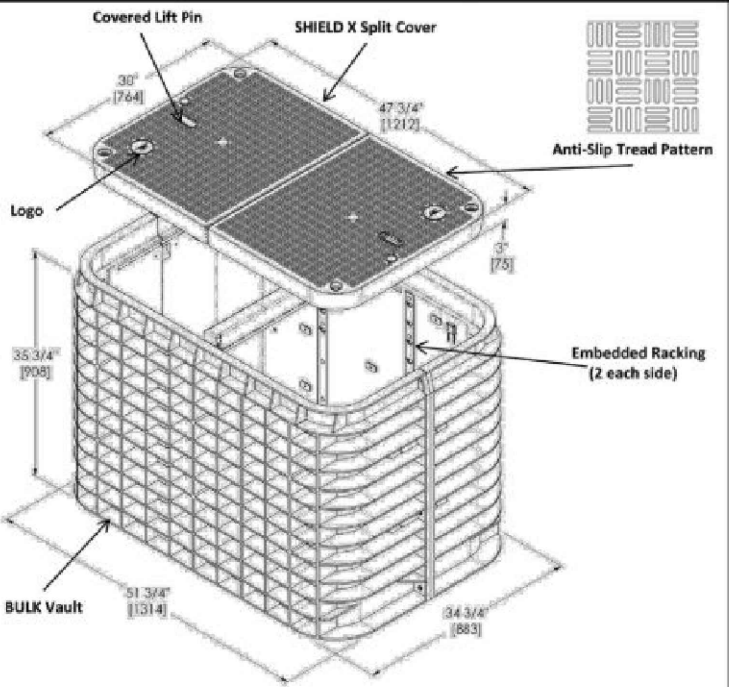 Covered Lift Pin
SHIELD X Split Cover
30"
[764]
47 3/4"
[1212]
Anti-Slip Tread Pattern
Logo
3"
[75]
35 3/4"
[908]
Embedded Racking
(2 each side)
BULK Vault
51 3/4"
[1314]
34 3/4"
[883]